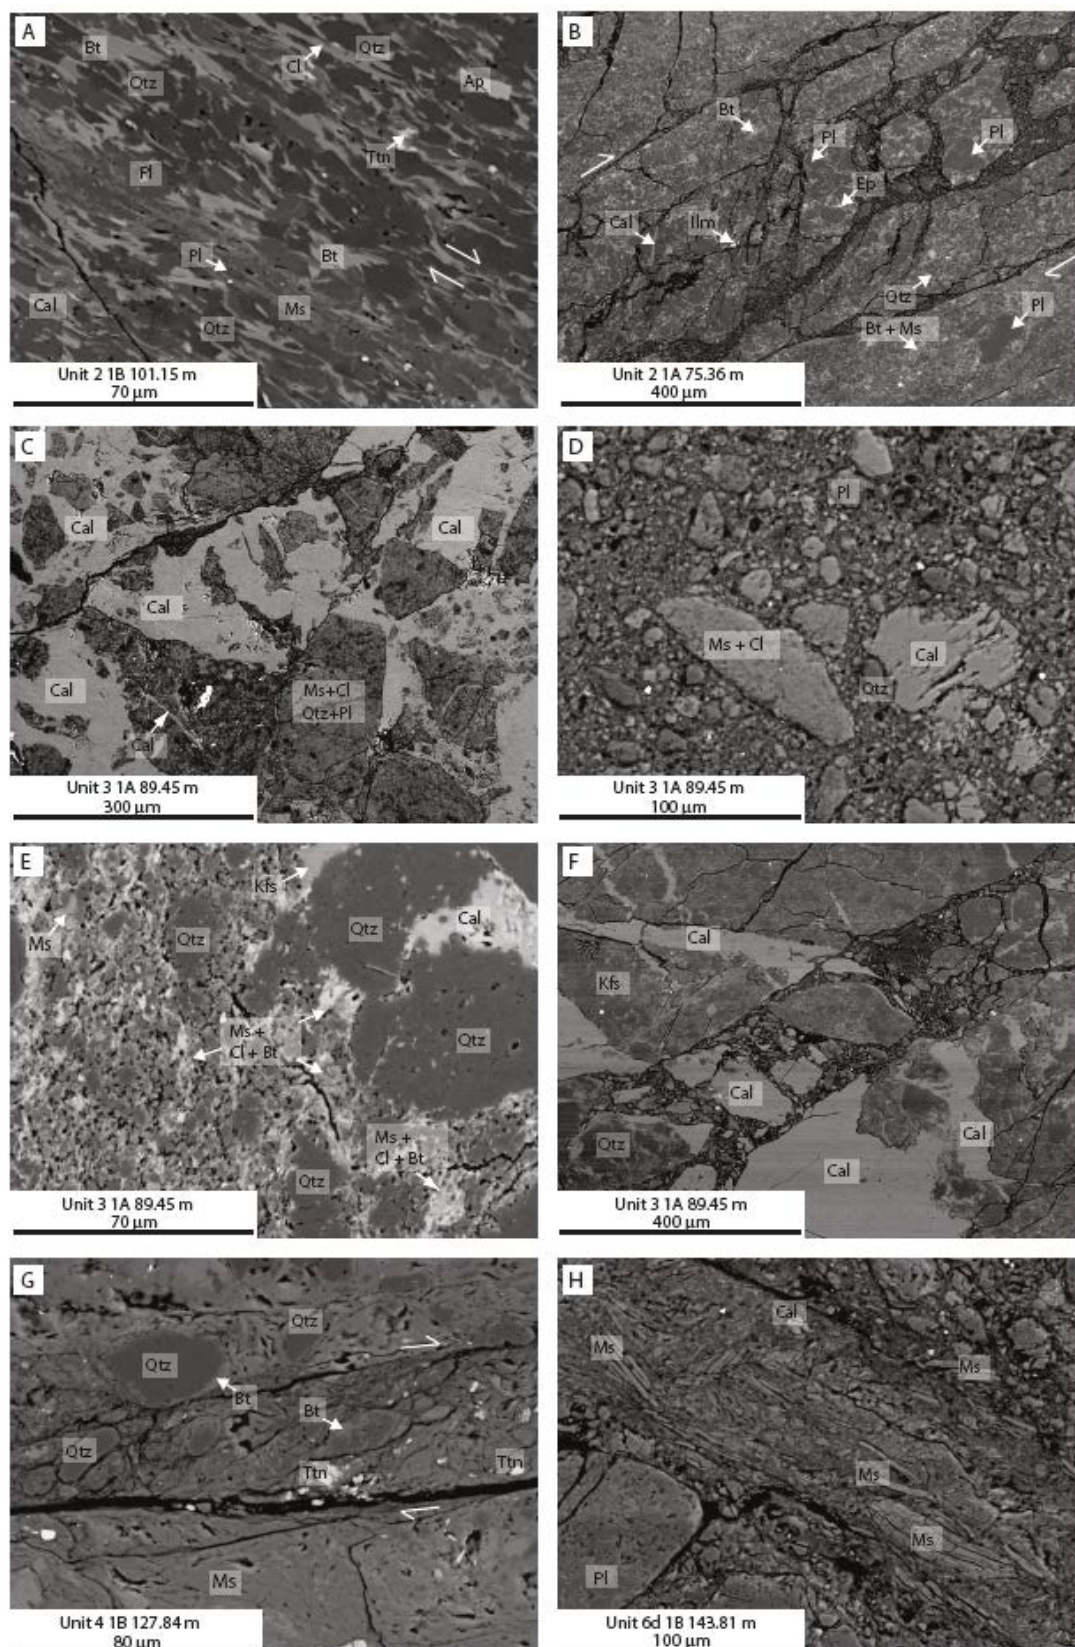 A
Bt
Qtz
Cl
Qtz
Ap
Ttn
Pl
Pl
Bt
Cal
Ms
Qtz
Unit 2 1B 101.15 m
70 µm
B
Bt
Pl
Pl
Ep
Cal
Ilm
Qtz
Pl
Bt + Ms
Unit 2 1A 75.36 m
400 µm
C
Cal
Cal
Cal
Cal
Ms+Cl
Qtz+Pl
Cal
Unit 3 1A 89.45 m
300 µm
D
Pl
Ms + Cl
Cal
Qtz
Unit 3 1A 89.45 m
100 µm
E
Kfs
Ms
Qtz
Qtz
Cal
Ms +
Cl + Bt
Qtz
Ms +
Cl + Bt
Qtz
Unit 3 1A 89.45 m
70 µm
F
Cal
Kfs
Cal
Qtz
Cal
Cal
Unit 3 1A 89.45 m
400 µm
G
Qtz
Qtz
Bt
Bt
Qtz
Ttn
Ttn
Ms
Unit 4 1B 127.84 m
80 µm
H
Cal
Ms
Ms
Ms
Ms
Pl
Unit 6d 1B 143.81 m
100 µm